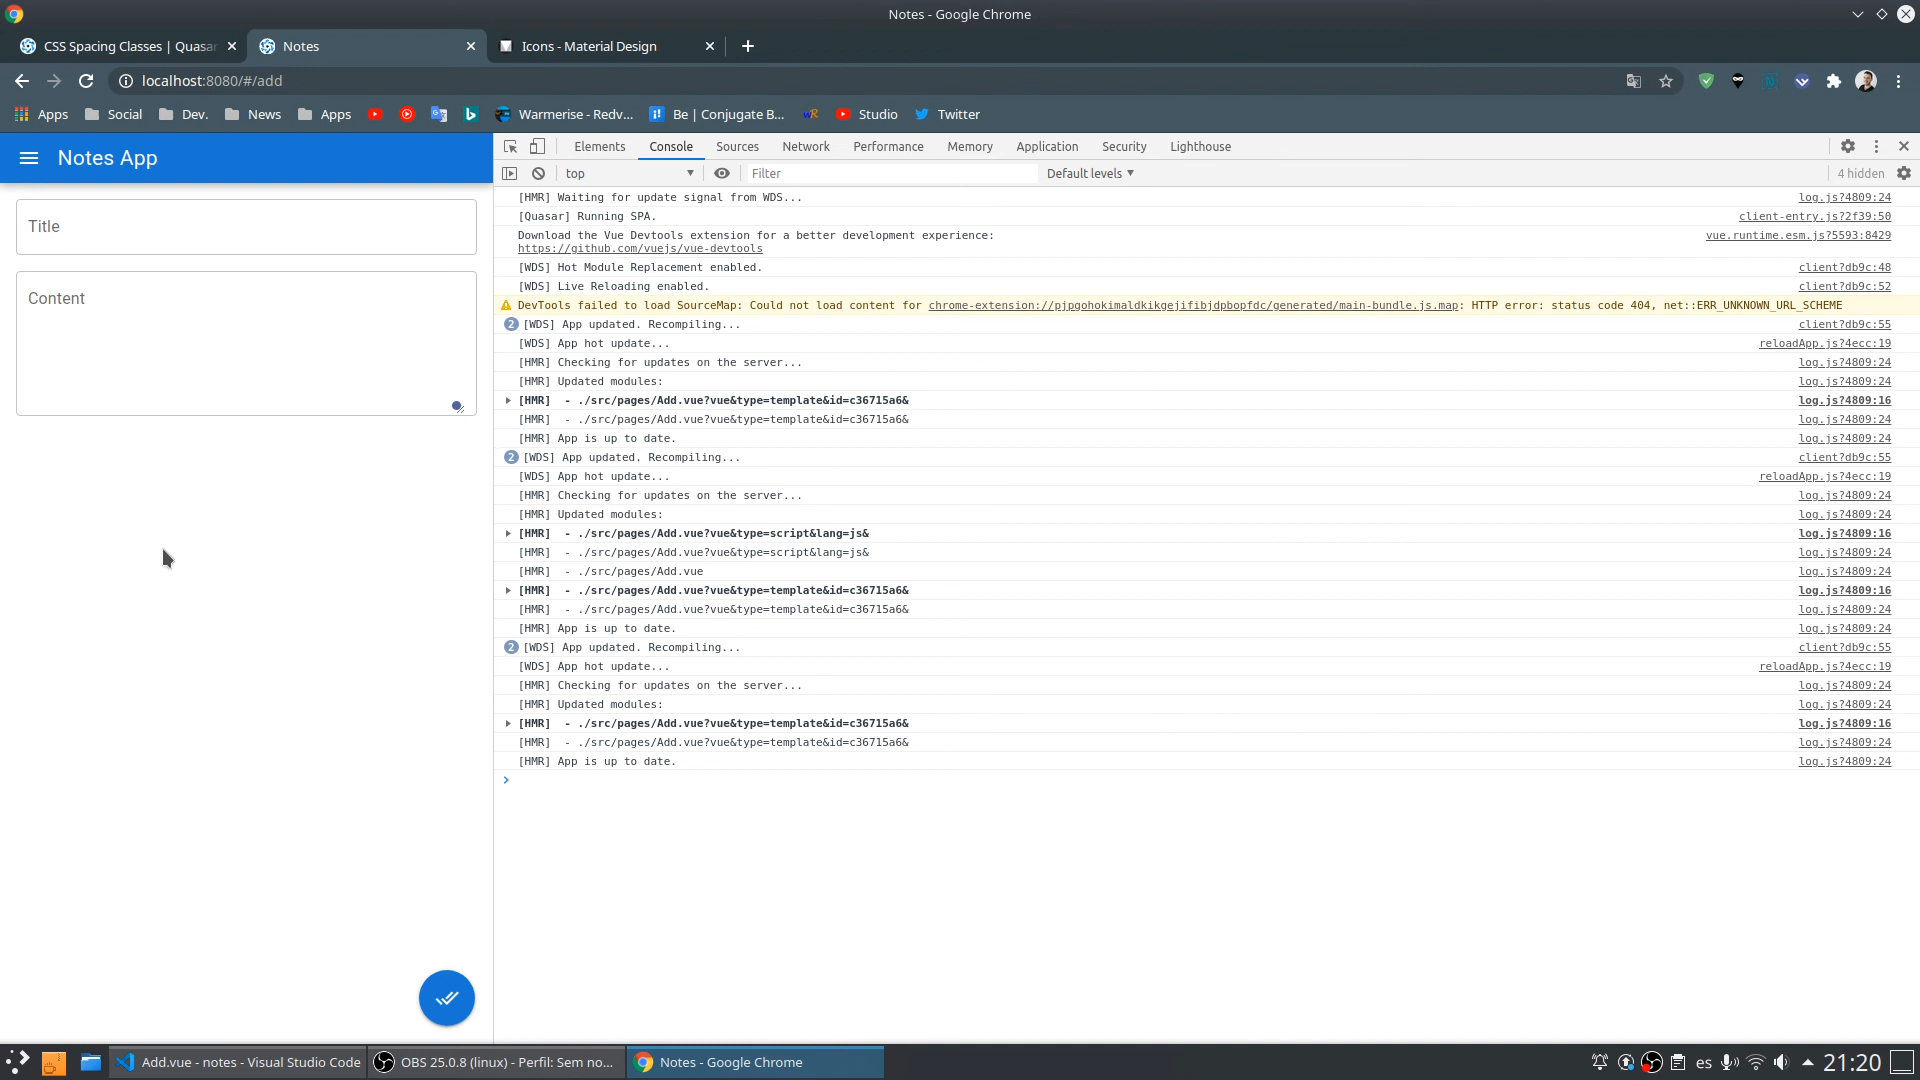 Notes - Google Chrome
CSS Spacing Classes | Quasar
Notes
Icons - Material Design
localhost:8080/#/add
Apps
Social
Dev.
News
Apps
Warmerise - Redv...
Be | Conjugate B...
wR
Studio
Twitter
Notes App
Title
Content
Elements
Console
Sources
Network
Performance
Memory
Application
Security
Lighthouse
top
Filter
Default levels
4 hidden
[HMR] Waiting for update signal from WDS... log.js?4809:24
[Quasar] Running SPA. client-entry.js?2f39:50
Download the Vue Devtools extension for a better development experience: vue.runtime.esm.js?5593:8429
https://github.com/vuejs/vue-devtools
[WDS] Hot Module Replacement enabled. client?db9c:48
[WDS] Live Reloading enabled. client?db9c:52
DevTools failed to load SourceMap: Could not load content for chrome-extension://pjpgohokimaldkikgejifibjdpbopfdc/generated/main-bundle.js.map: HTTP error: status code 404, net::ERR_UNKNOWN_URL_SCHEME
2 [WDS] App updated. Recompiling... client?db9c:55
[WDS] App hot update... reloadApp.js?4ecc:19
[HMR] Checking for updates on the server... log.js?4809:24
[HMR] Updated modules: log.js?4809:24
[HMR] - ./src/pages/Add.vue?vue&type=template&id=c36715a6& log.js?4809:16
[HMR] - ./src/pages/Add.vue?vue&type=template&id=c36715a6& log.js?4809:24
[HMR] App is up to date. log.js?4809:24
2 [WDS] App updated. Recompiling... client?db9c:55
[WDS] App hot update... reloadApp.js?4ecc:19
[HMR] Checking for updates on the server... log.js?4809:24
[HMR] Updated modules: log.js?4809:24
[HMR] - ./src/pages/Add.vue?vue&type=script&lang=js& log.js?4809:16
[HMR] - ./src/pages/Add.vue?vue&type=script&lang=js& log.js?4809:24
[HMR] - ./src/pages/Add.vue log.js?4809:24
[HMR] - ./src/pages/Add.vue?vue&type=template&id=c36715a6& log.js?4809:16
[HMR] - ./src/pages/Add.vue?vue&type=template&id=c36715a6& log.js?4809:24
[HMR] App is up to date. log.js?4809:24
2 [WDS] App updated. Recompiling... client?db9c:55
[WDS] App hot update... reloadApp.js?4ecc:19
[HMR] Checking for updates on the server... log.js?4809:24
[HMR] Updated modules: log.js?4809:24
[HMR] - ./src/pages/Add.vue?vue&type=template&id=c36715a6& log.js?4809:16
[HMR] - ./src/pages/Add.vue?vue&type=template&id=c36715a6& log.js?4809:24
[HMR] App is up to date. log.js?4809:24
Add.vue - notes - Visual Studio Code
OBS 25.0.8 (linux) - Perfil: Sem no...
Notes - Google Chrome
es
21:20